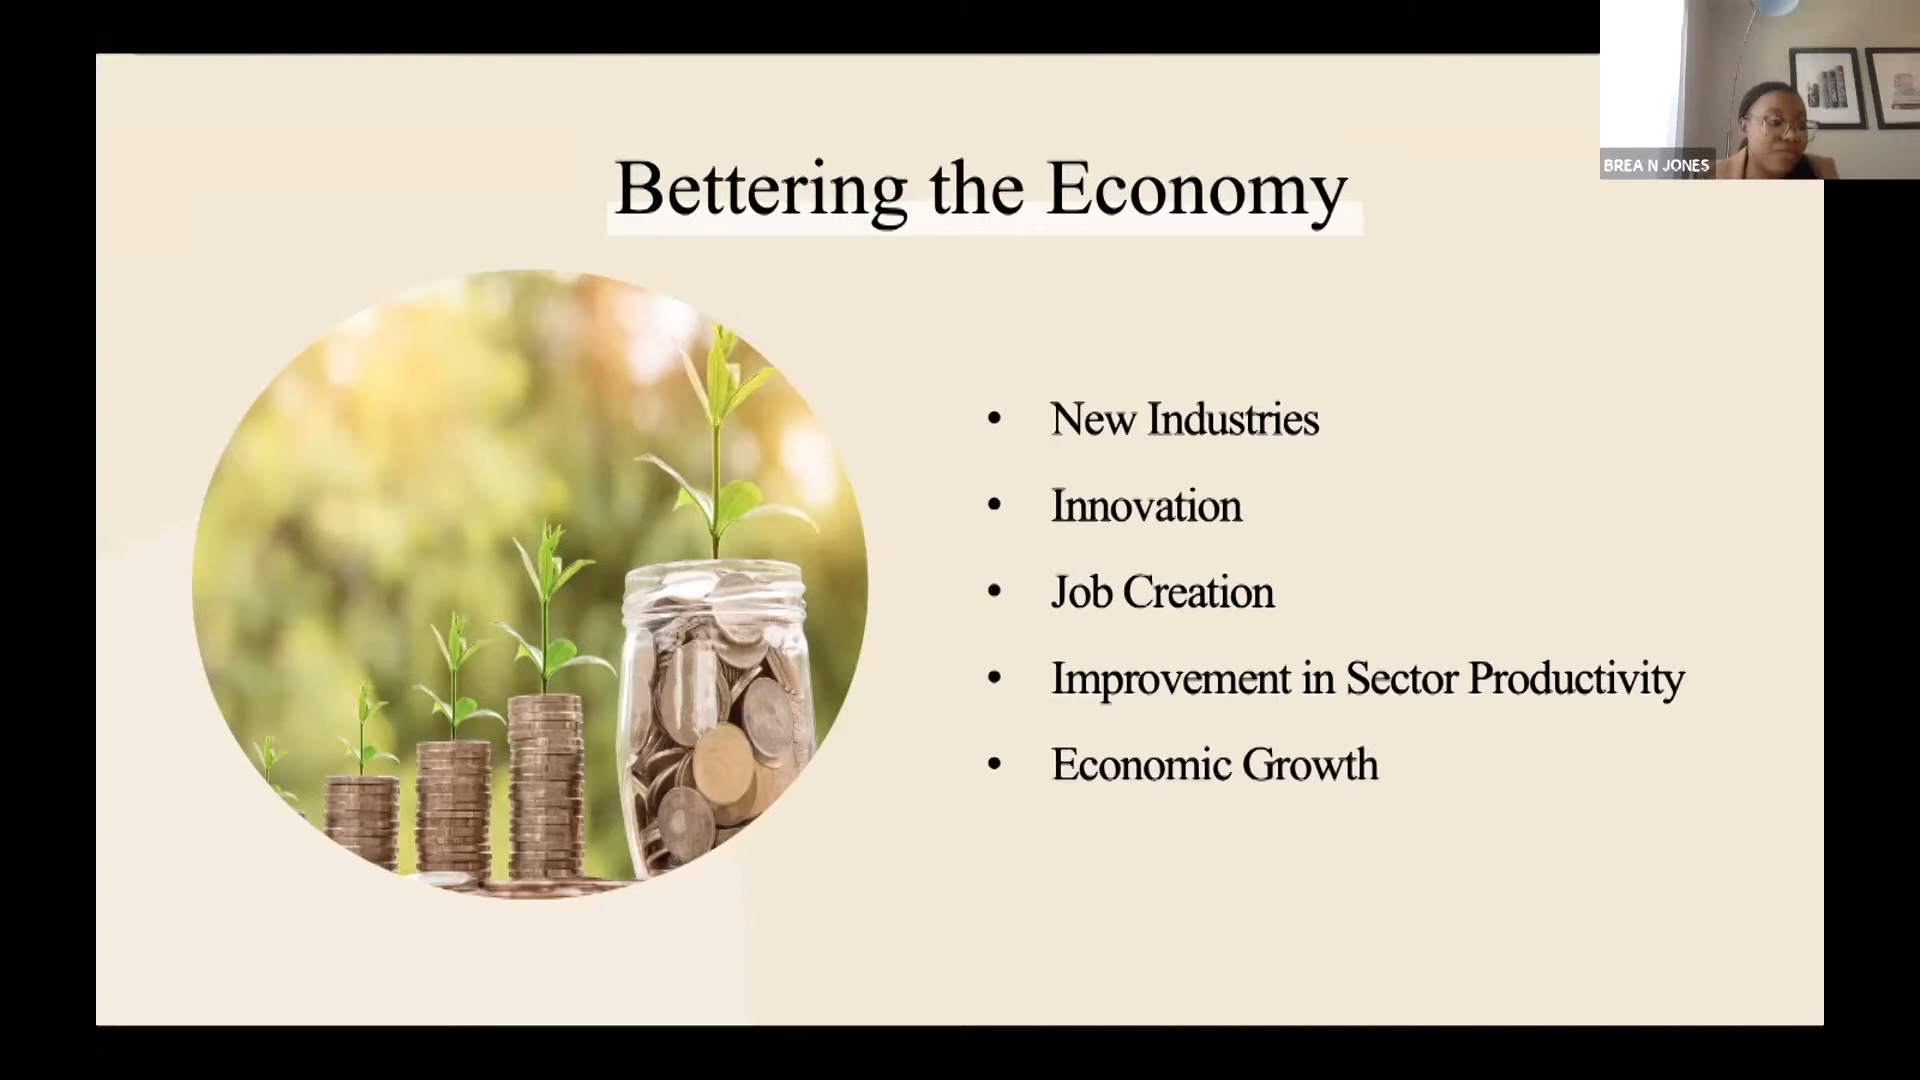 BREA N JONES
Bettering the Economy
• New Industries
• Innovation
• Job Creation
• Improvement in Sector Productivity
• Economic Growth